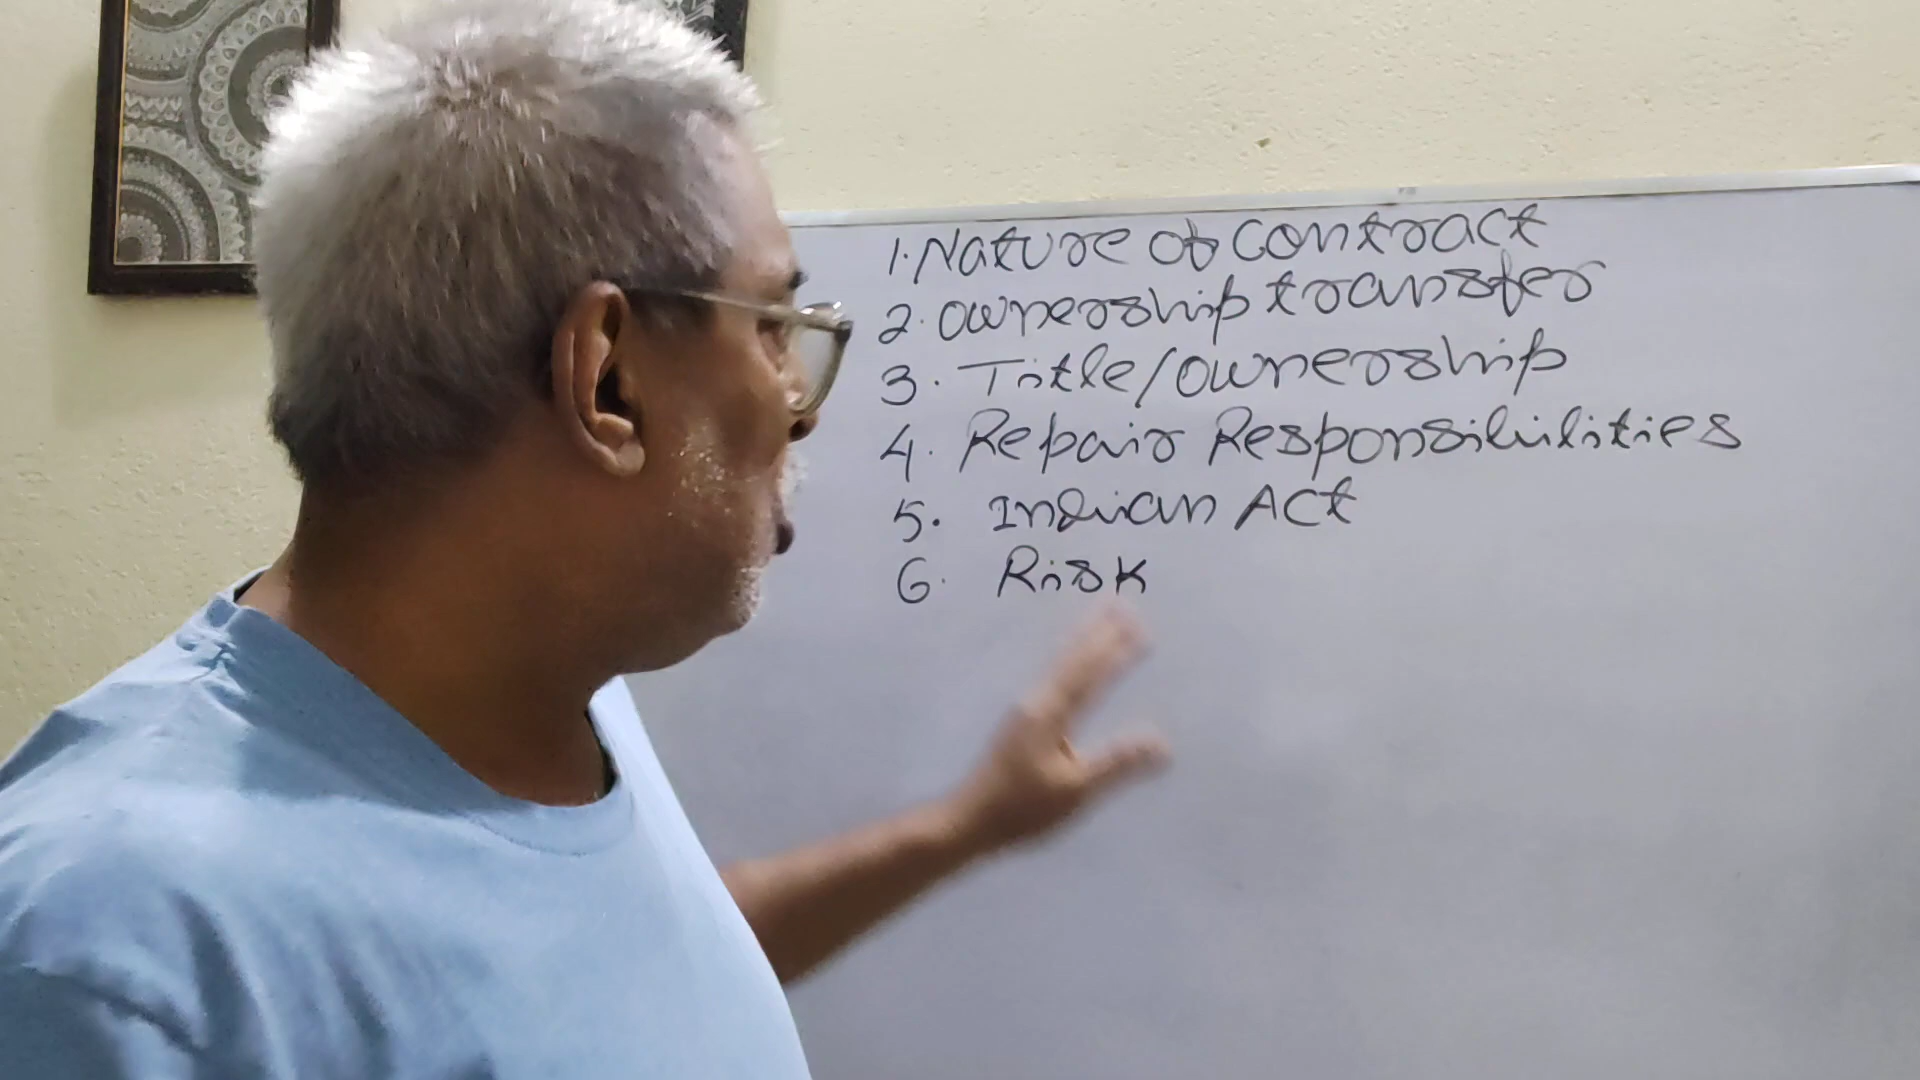 1. Nature of contract
2. Ownership transfer
3. Title/ownership
4. Repair Responsibilities
5. Indian Act
6. Risk